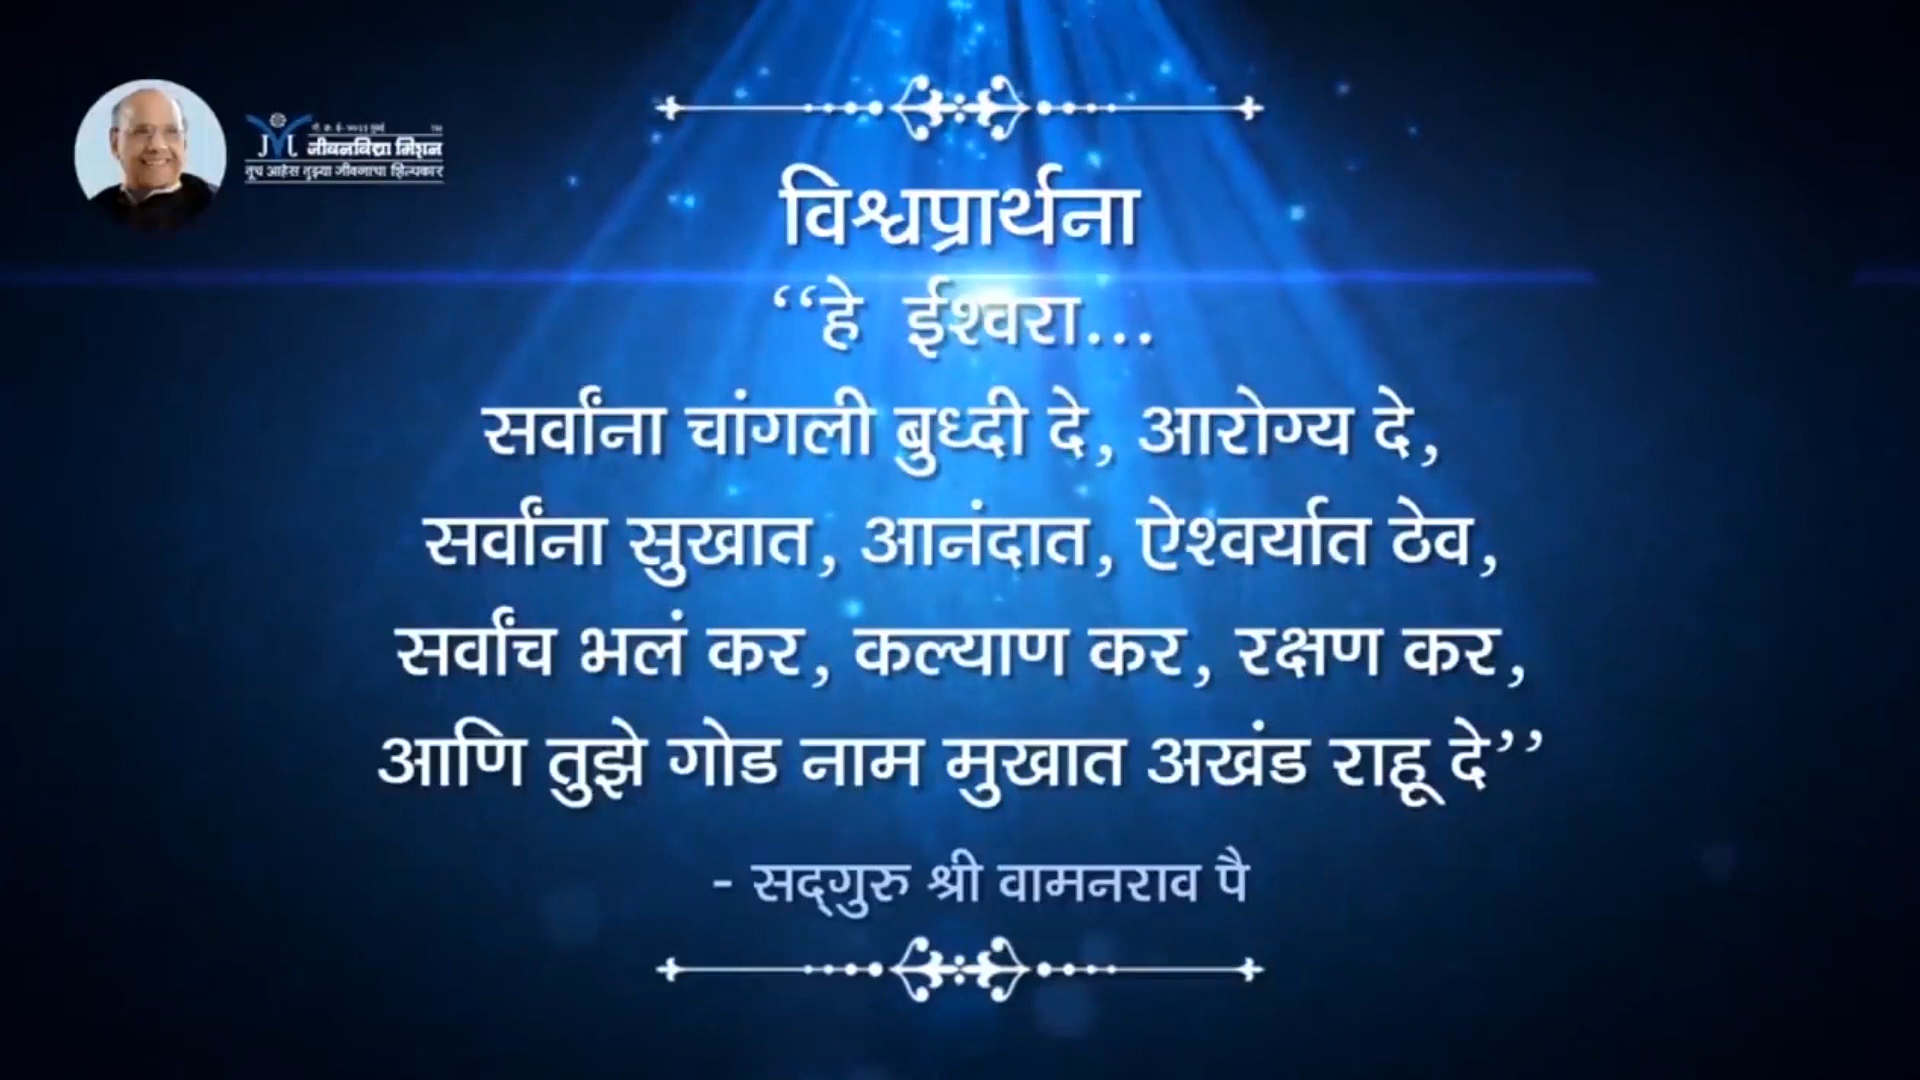 जीवनविद्या मिशन
तूच आहेस तुझ्या जीवनाचा शिल्पकार
विश्वप्रार्थना
“हे ईश्वरा...
सर्वांना चांगली बुध्दी दे, आरोग्य दे,
सर्वांना सुखात, आनंदात, ऐश्वर्यात ठेव,
सर्वांच भलं कर, कल्याण कर, रक्षण कर,
आणि तुझे गोड नाम मुखात अखंड राहू दे”
- सद्‌गुरु श्री वामनराव पै